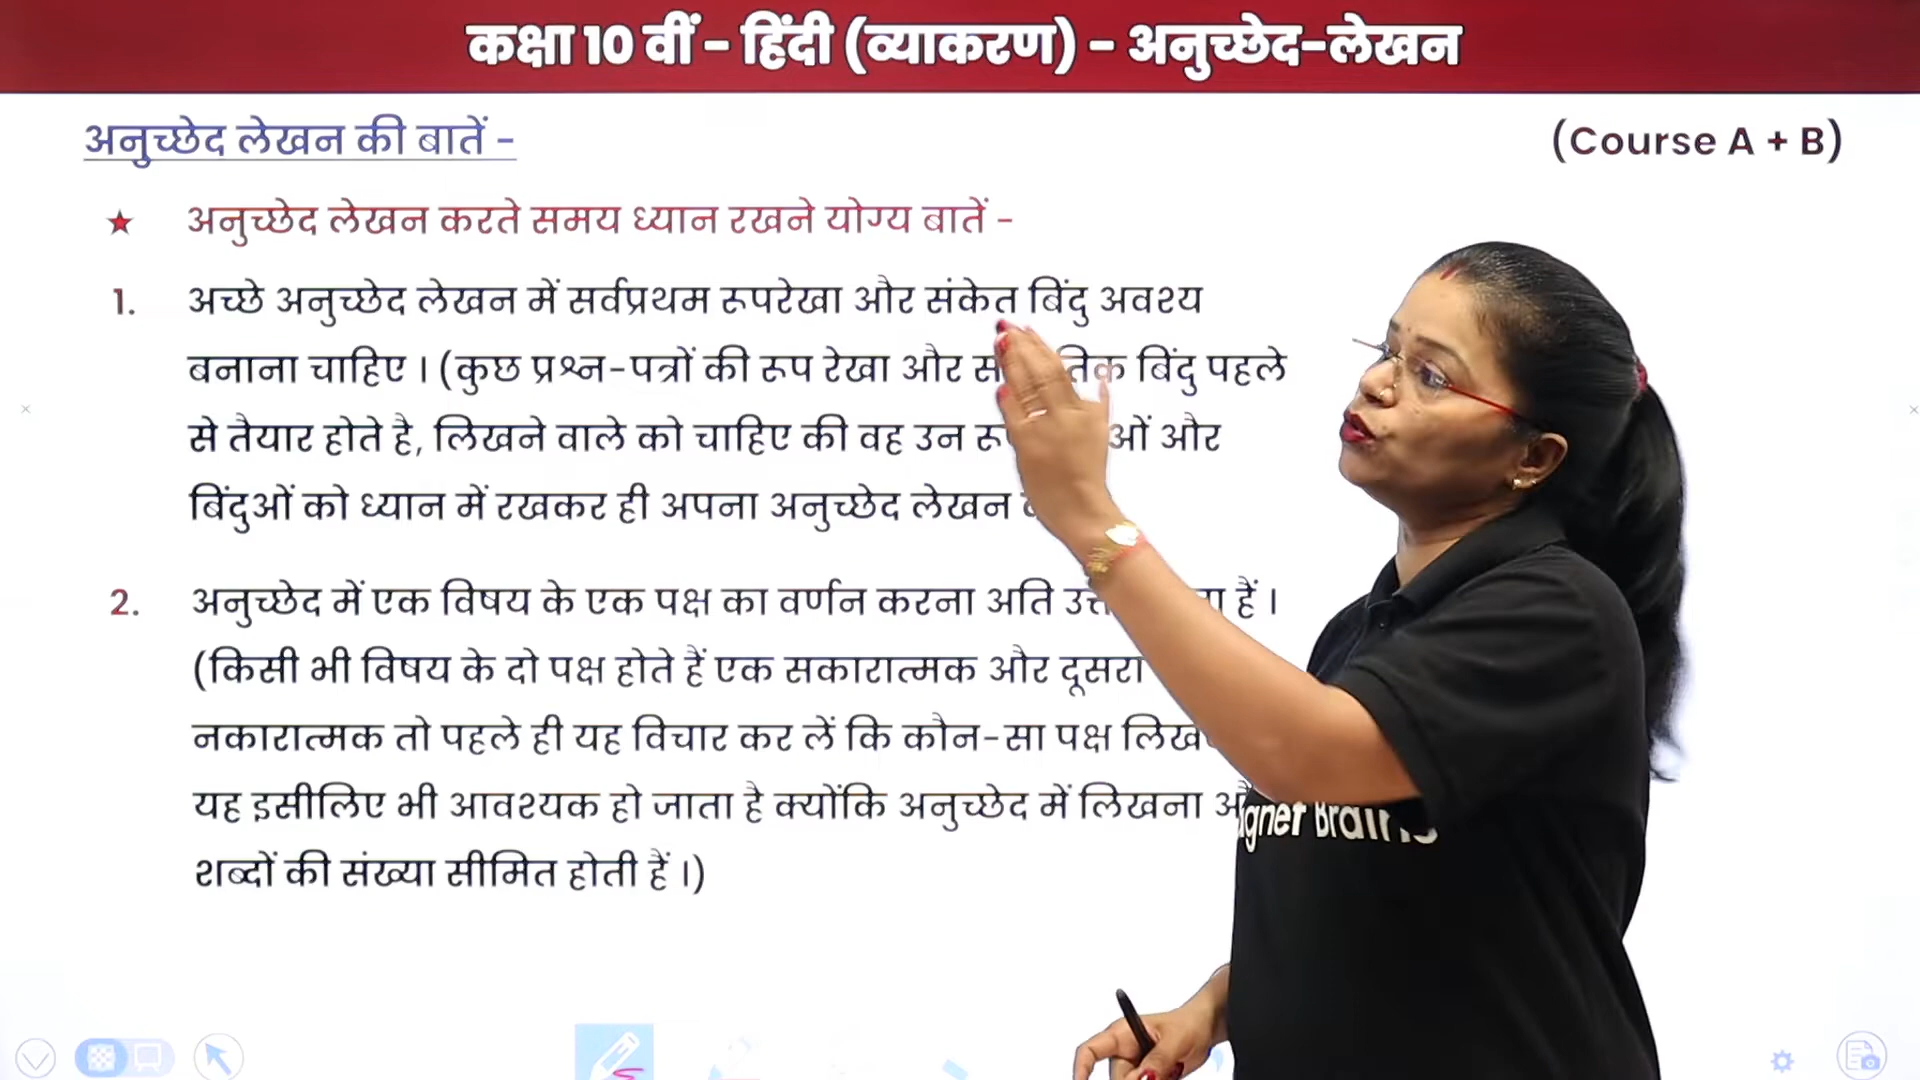 कक्षा 10 वीं - हिंदी (व्याकरण) - अनुच्छेद-लेखन
अनुच्छेद लेखन की बातें -
(Course A + B)
★ अनुच्छेद लेखन करते समय ध्यान रखने योग्य बातें -
1. अच्छे अनुच्छेद लेखन में सर्वप्रथम रूपरेखा और संकेत बिंदु अवश्य
बनाना चाहिए । (कुछ प्रश्न-पत्रों की रूप रेखा और बिंदु पहले
से तैयार होते है, लिखने वाले को चाहिए की वह उन और
बिंदुओं को ध्यान में रखकर ही अपना अनुच्छेद लेखन
2. अनुच्छेद में एक विषय के एक पक्ष का वर्णन करना अति हैं ।
(किसी भी विषय के दो पक्ष होते हैं एक सकारात्मक और दूसरा
नकारात्मक तो पहले ही यह विचार कर लें कि कौन-सा पक्ष
यह इसीलिए भी आवश्यक हो जाता है क्योंकि अनुच्छेद में लिखना
शब्दों की संख्या सीमित होती हैं ।)